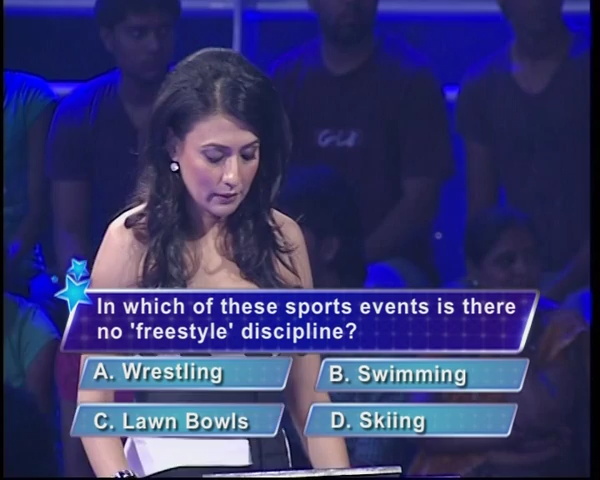 In which of these sports events is there
no 'freestyle' discipline?
A. Wrestling
B. Swimming
C. Lawn Bowls
D. Skiing